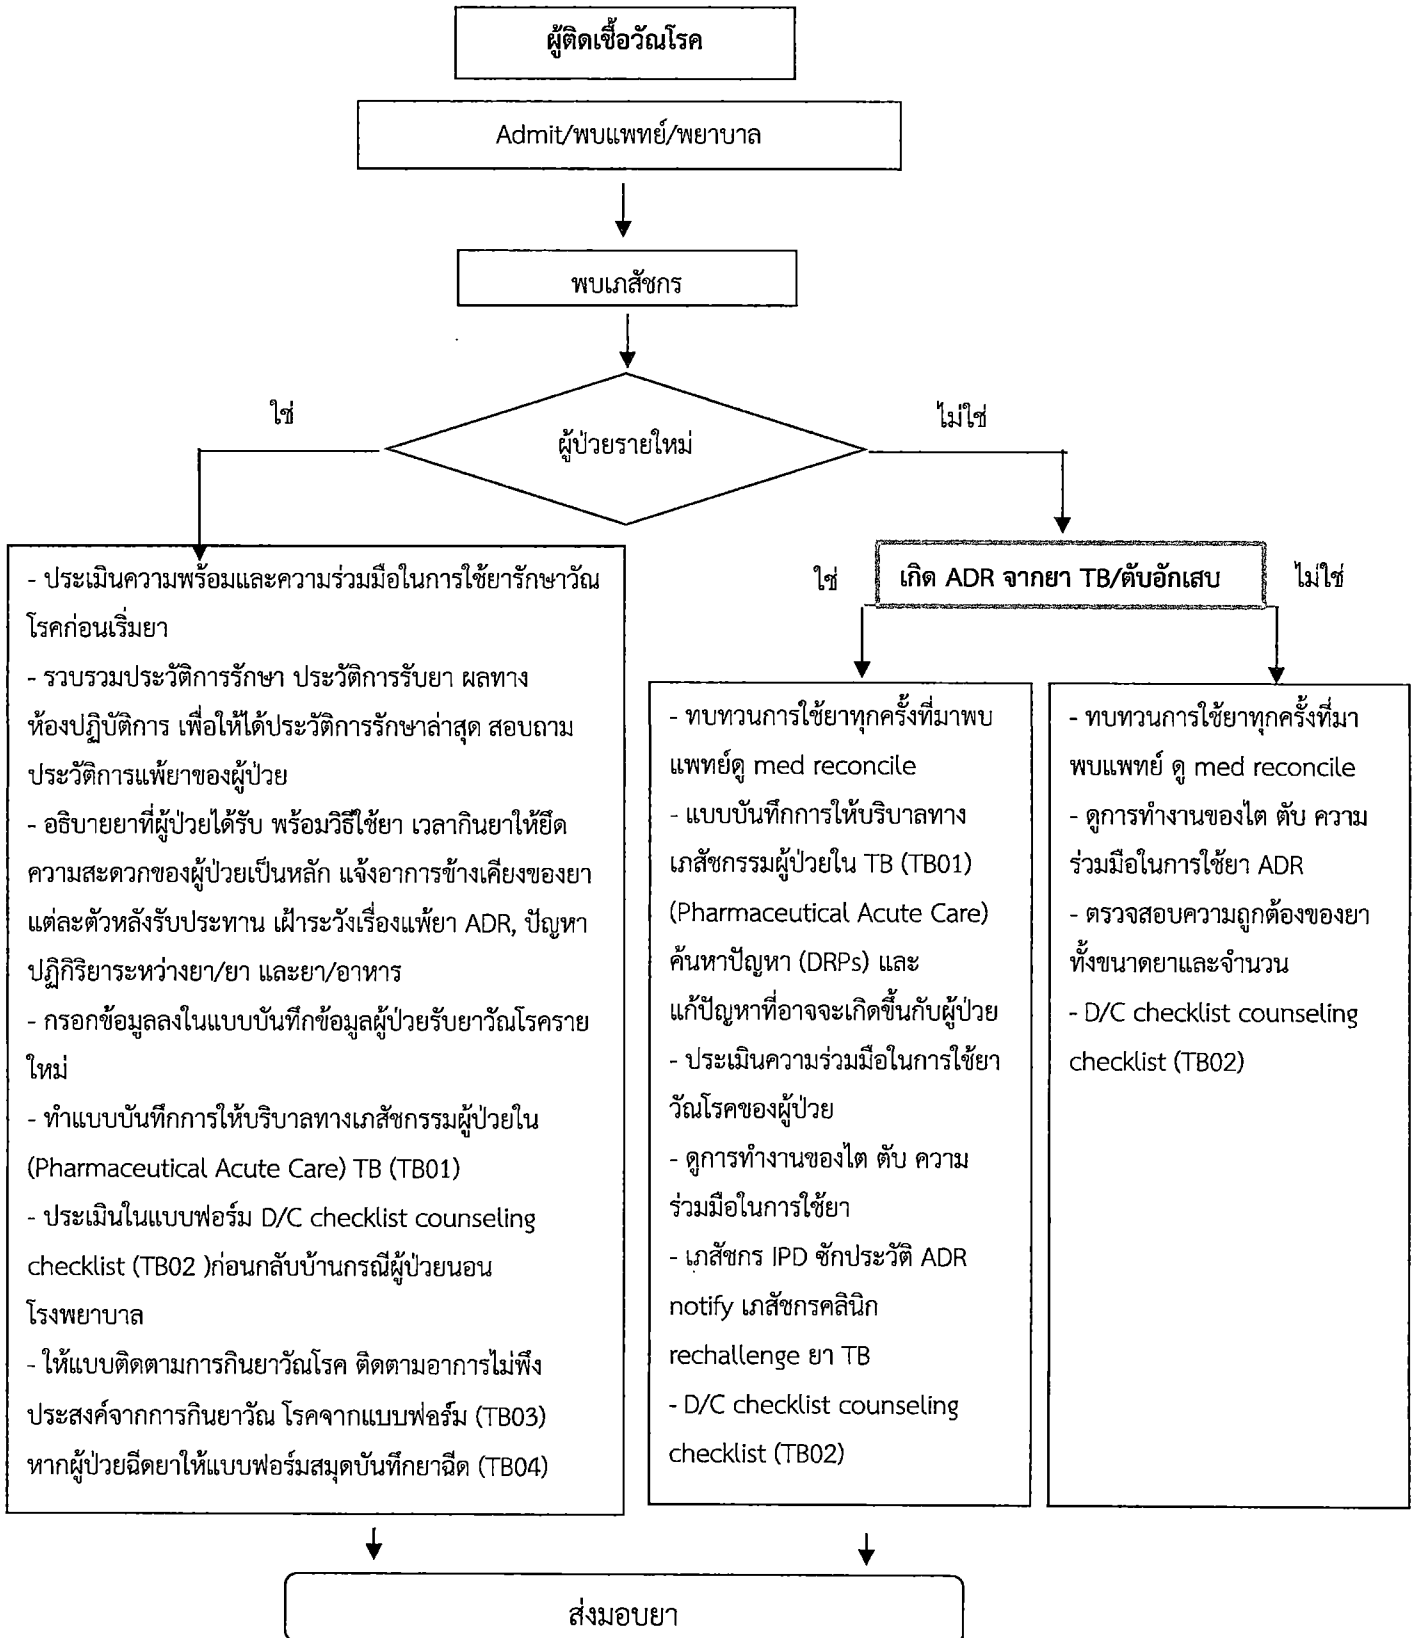 ผู้ติดเชื้อวัณโรค
Admit/พบแพทย์/พยาบาล
พบเภสัชกร
ใช่
ไม่ใช่
ผู้ป่วยรายใหม่
- ประเมินความพร้อมและความร่วมมือในการใช้ยารักษาวัณ
โรคก่อนเริ่มยา
- รวบรวมประวัติการรักษา ประวัติการรับยา ผลทาง
ห้องปฏิบัติการ เพื่อให้ได้ประวัติการรักษาล่าสุด สอบถาม
ประวัติการแพ้ยาของผู้ป่วย
- อธิบายยาที่ผู้ป่วยได้รับ พร้อมวิธีใช้ยา เวลากินยาให้ยึด
ความสะดวกของผู้ป่วยเป็นหลัก แจ้งอาการข้างเคียงของยา
แต่ละตัวหลังรับประทาน เฝ้าระวังเรื่องแพ้ยา ADR, ปัญหา
ปฏิกิริยาระหว่างยา/ยา และยา/อาหาร
- กรอกข้อมูลลงในแบบบันทึกข้อมูลผู้ป่วยรับยาวัณโรคราย
ใหม่
- ทำแบบบันทึกการให้บริบาลทางเภสัชกรรมผู้ป่วยใน
(Pharmaceutical Acute Care) TB (TB01)
- ประเมินในแบบฟอร์ม D/C checklist counseling
checklist (TB02 )ก่อนกลับบ้านกรณีผู้ป่วยนอน
โรงพยาบาล
- ให้แบบติดตามการกินยาวัณโรค ติดตามอาการไม่พึง
ประสงค์จากการกินยาวัณ โรคจากแบบฟอร์ม (TB03)
หากผู้ป่วยฉีดยาให้แบบฟอร์มสมุดบันทึกยาฉีด (TB04)
ใช่
เกิด ADR จากยา TB/ตับอักเสบ
ไม่ใช่
- ทบทวนการใช้ยาทุกครั้งที่มาพบ
แพทย์ดู med reconcile
- แบบบันทึกการให้บริบาลทาง
เภสัชกรรมผู้ป่วยใน TB (TB01)
(Pharmaceutical Acute Care)
ค้นหาปัญหา (DRPs) และ
แก้ปัญหาที่อาจจะเกิดขึ้นกับผู้ป่วย
- ประเมินความร่วมมือในการใช้ยา
วัณโรคของผู้ป่วย
- ดูการทำงานของไต ตับ ความ
ร่วมมือในการใช้ยา
- เภสัชกร IPD ซักประวัติ ADR
notify เภสัชกรคลินิก
rechallenge ยา TB
- D/C checklist counseling
checklist (TB02)
- ทบทวนการใช้ยาทุกครั้งที่มา
พบแพทย์ ดู med reconcile
- ดูการทำงานของไต ตับ ความ
ร่วมมือในการใช้ยา ADR
- ตรวจสอบความถูกต้องของยา
ทั้งขนาดยาและจำนวน
- D/C checklist counseling
checklist (TB02)
ส่งมอบยา